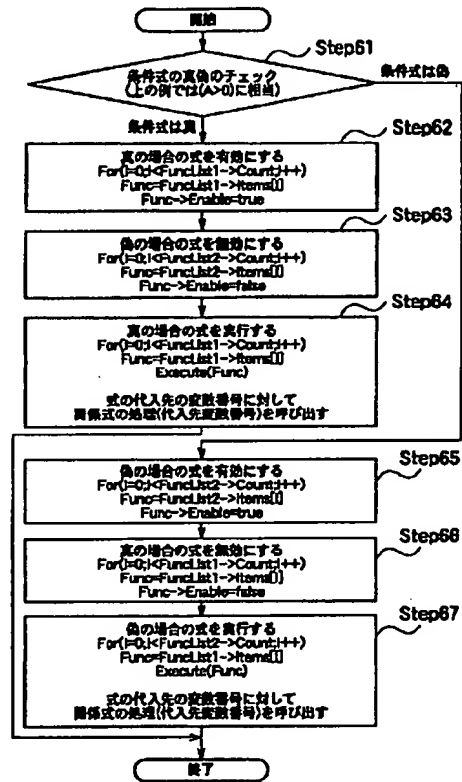 開始
Step61
条件式の真偽のチェック
(上の例では(A>0)に相当)
条件式は偽
条件式は真
Step62
真の場合の式を有効にする
For(i=0;i<FuncList1->Count;i++)
Func=FuncList1->Items[i]
Func->Enable=true
Step63
偽の場合の式を無効にする
For(i=0;i<FuncList2->Count;i++)
Func=FuncList2->Items[i]
Func->Enable=false
Step64
真の場合の式を実行する
For(i=0;i<FuncList1->Count;i++)
Func=FuncList1->Items[i]
Execute(Func)
式の代入先の変数番号に対して
関係式の処理(代入先変数番号)を呼び出す
Step65
偽の場合の式を有効にする
For(i=0;i<FuncList2->Count;i++)
Func=FuncList2->Items[i]
Func->Enable=true
Step66
真の場合の式を無効にする
For(i=0;i<FuncList1->Count;i++)
Func=FuncList1->Items[i]
Func->Enable=false
Step67
偽の場合の式を実行する
For(i=0;i<FuncList2->Count;i++)
Func=FuncList1->Items[i]
Execute(Func)
式の代入先の変数番号に対して
関係式の処理(代入先変数番号)を呼び出す
終了